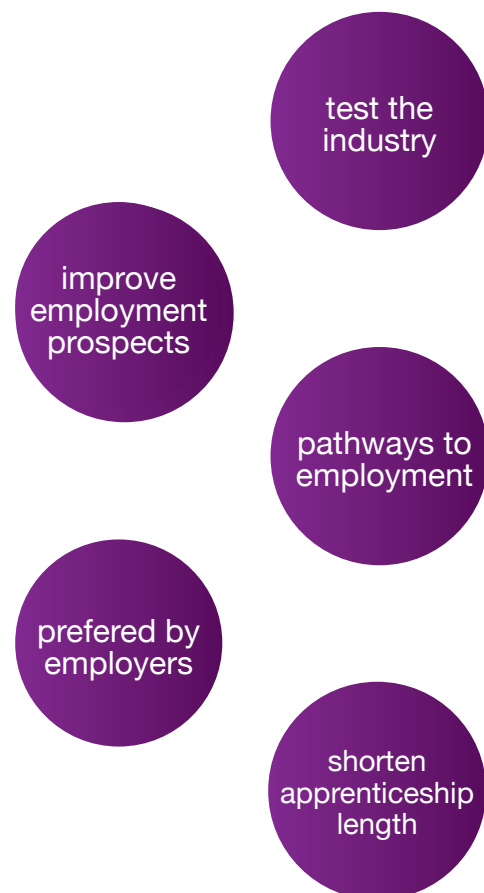 test the
industry
improve
employment
prospects
pathways to
employment
prefered by
employers
shorten
apprenticeship
length